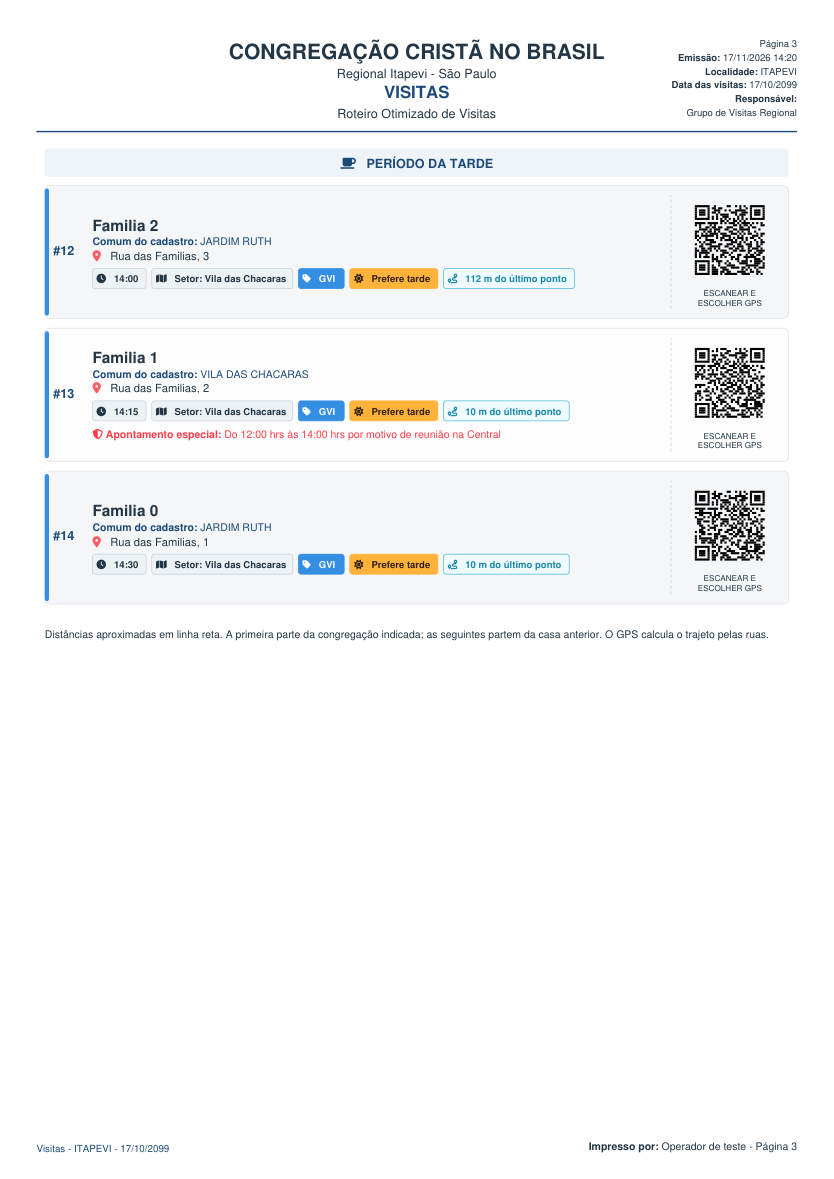 CONGREGAÇÃO CRISTÃ NO BRASIL
Regional Itapevi - São Paulo
VISITAS
Roteiro Otimizado de Visitas
Página 3
Emissão: 17/11/2026 14:20
Localidade: ITAPEVI
Data das visitas: 17/10/2099
Responsável:
Grupo de Visitas Regional
PERÍODO DA TARDE
#12
Familia 2
Comum do cadastro: JARDIM RUTH
Rua das Familias, 3
14:00 Setor: Vila das Chacaras GVI Prefere tarde 112 m do último ponto
ESCANEAR E
ESCOLHER GPS
#13
Familia 1
Comum do cadastro: VILA DAS CHACARAS
Rua das Familias, 2
14:15 Setor: Vila das Chacaras GVI Prefere tarde 10 m do último ponto
Apontamento especial: Do 12:00 hrs às 14:00 hrs por motivo de reunião na Central
ESCANEAR E
ESCOLHER GPS
#14
Familia 0
Comum do cadastro: JARDIM RUTH
Rua das Familias, 1
14:30 Setor: Vila das Chacaras GVI Prefere tarde 10 m do último ponto
ESCANEAR E
ESCOLHER GPS
Distâncias aproximadas em linha reta. A primeira parte da congregação indicada; as seguintes partem da casa anterior. O GPS calcula o trajeto pelas ruas.
Visitas - ITAPEVI - 17/10/2099
Impresso por: Operador de teste - Página 3